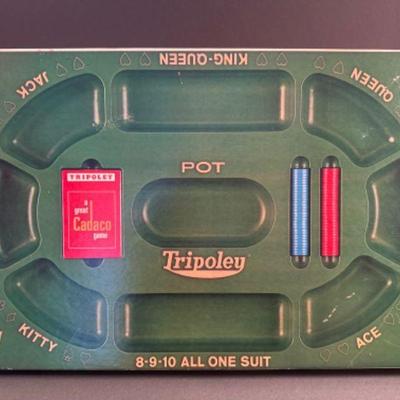 JACK
KING-QUEEN
QUEEN
POT
TRIPOLEY
a
great
Cadaco
game
Tripoley
KITTY
8-9-10 ALL ONE SUIT
ACE